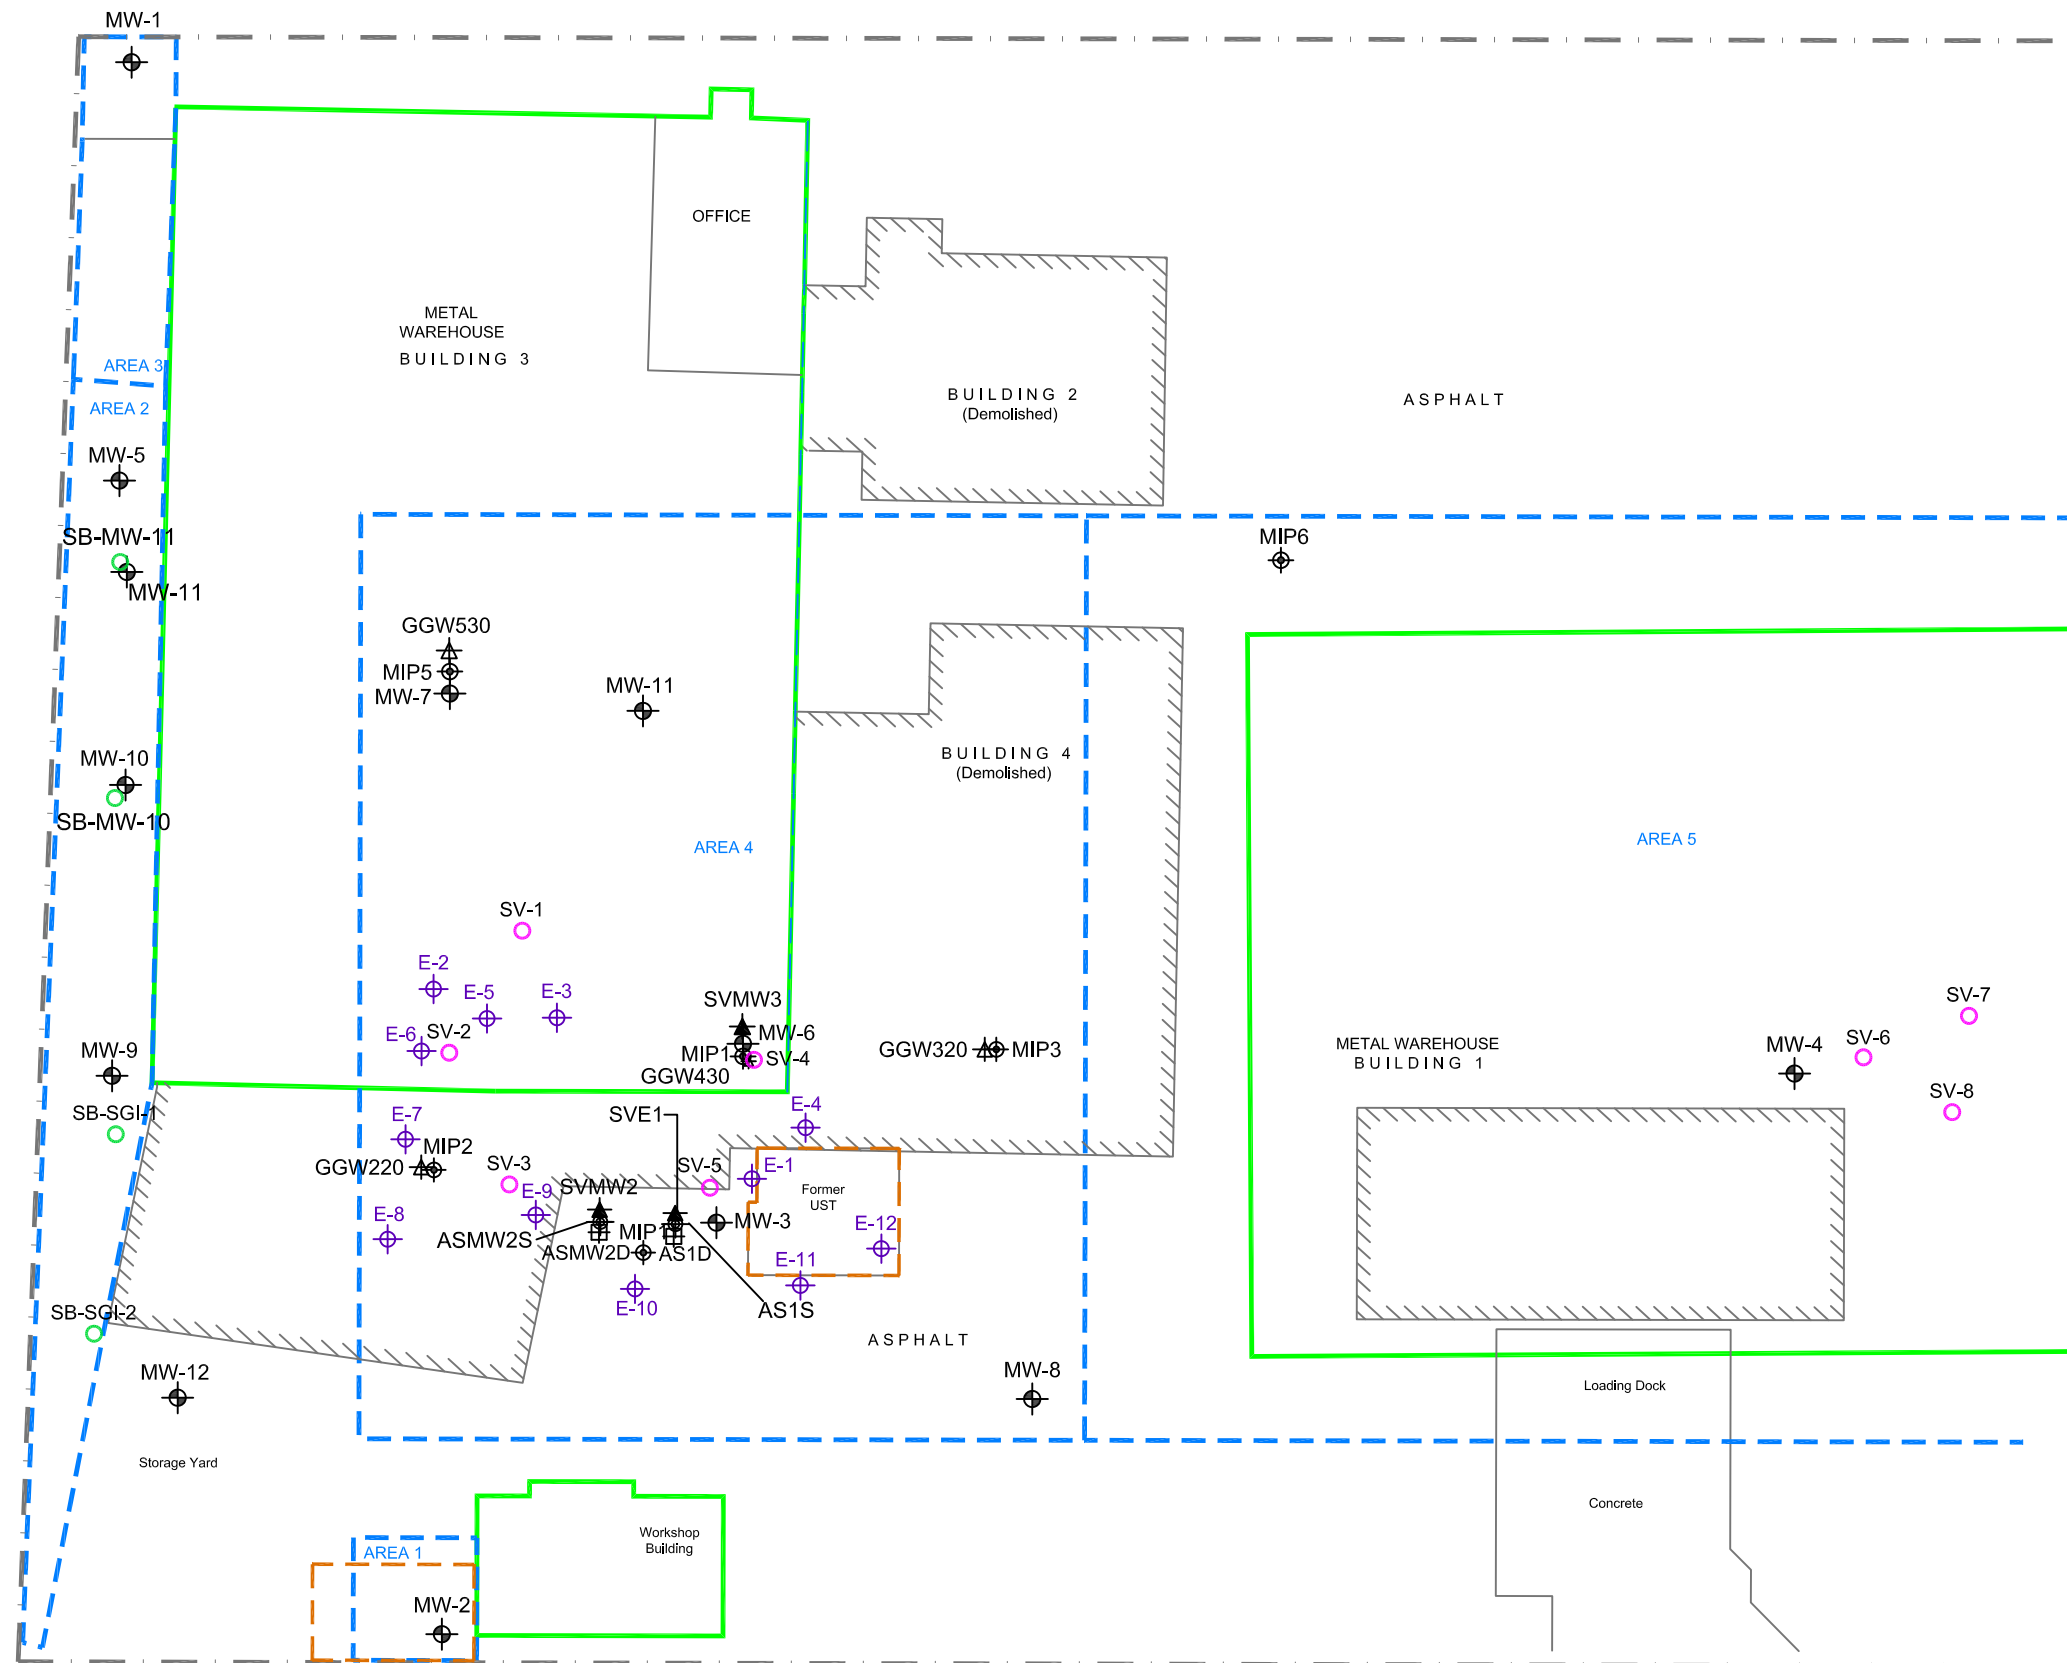 MW-1
OFFICE
METAL
WAREHOUSE
BUILDING 3
AREA 3
AREA 2
BUILDING 2
(Demolished)
ASPHALT
MW-5
SB-MW-11
MW-11
MIP6
GGW530
MIP5
MW-7
MW-11
MW-10
SB-MW-10
BUILDING 4
(Demolished)
AREA 4
AREA 5
SV-1
E-2
E-5
E-3
E-6
SV-2
SVMW3
MW-6
MIP1
SV-4
GGW430
GGW320
MIP3
METAL WAREHOUSE
BUILDING 1
MW-4
SV-6
SV-7
SV-8
MW-9
SB-SGI-1
E-7
MIP2
GGW220
SV-3
E-9
E-8
SVE1
E-4
SV-5
E-1
Former
UST
SVMW2
ASMW2S
ASMW2D
MIP1
AS1D
MW-3
E-12
E-11
E-10
AS1S
SB-SGI-2
MW-12
ASPHALT
MW-8
Loading Dock
Storage Yard
Concrete
Workshop
Building
AREA 1
MW-2